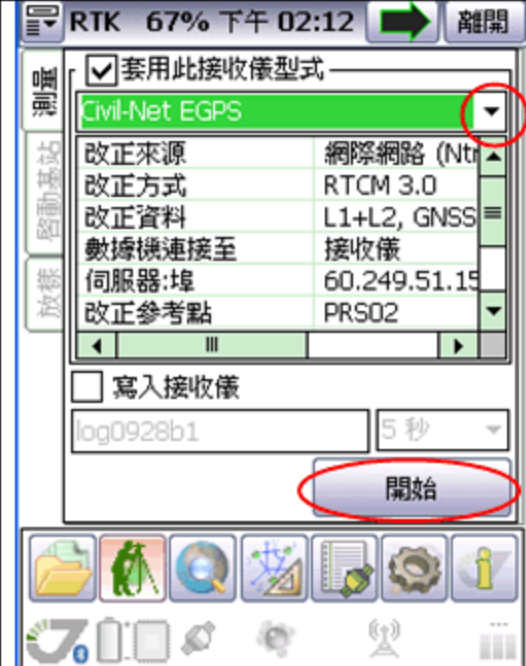 RTK 67% 下午 02:12 離開
測量
啓動基站
放樣
套用此接收儀型式
Civil-Net EGPS
改正來源 網際網路 (Ntr
改正方式 RTCM 3.0
改正資料 L1+L2, GNSS
數據機連接至 接收儀
伺服器:埠 60.249.51.15
改正參考點 PRS02
寫入接收儀
log0928b1 5 秒
開始